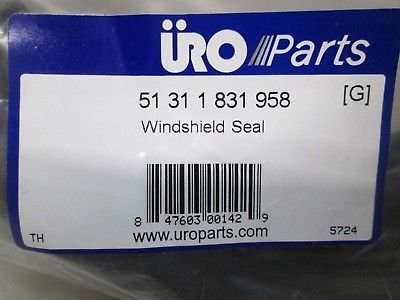 ÜRO Parts
51 31 1 831 958 [G]
Windshield Seal
8 47603 00142 9
www.uroparts.com
TH 5724